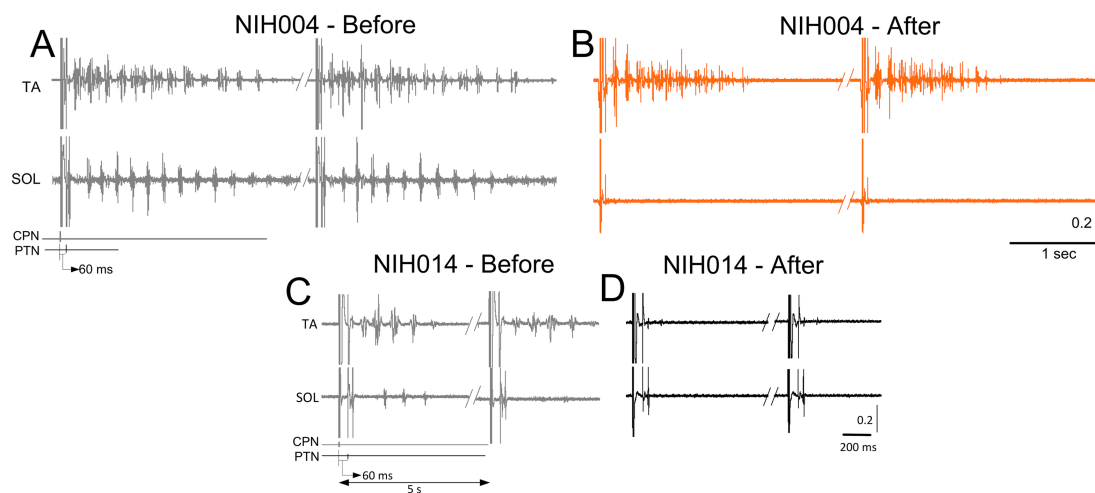 NIH004 - Before
NIH004 - After
A
B
TA
SOL
CPN
PTN
60 ms
0.2
1 sec
NIH014 - Before
NIH014 - After
C
D
TA
SOL
CPN
PTN
60 ms
5 s
0.2
200 ms